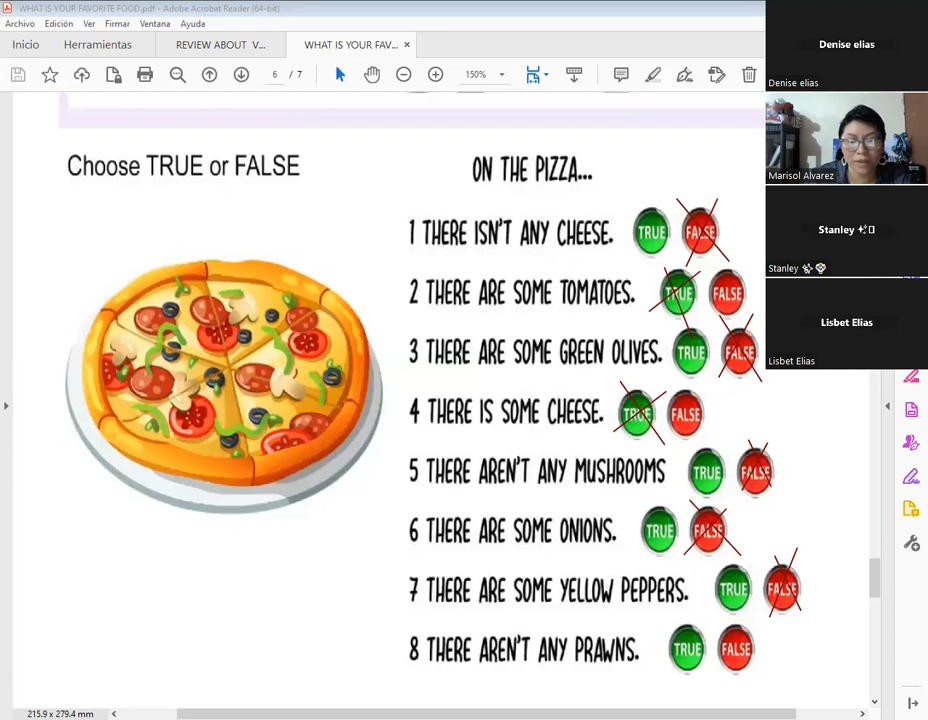 WHAT IS YOUR FAVORITE FOOD.pdf - Adobe Acrobat Reader (64-bit)
Archivo Edición Ver Firmar Ventana Ayuda
Inicio Herramientas REVIEW ABOUT V... WHAT IS YOUR FAV... ×
6 / 7 150%
Choose TRUE or FALSE
ON THE PIZZA...
1 THERE ISN'T ANY CHEESE. TRUE FALSE
2 THERE ARE SOME TOMATOES. TRUE FALSE
3 THERE ARE SOME GREEN OLIVES. TRUE FALSE
4 THERE IS SOME CHEESE. TRUE FALSE
5 THERE AREN'T ANY MUSHROOMS TRUE FALSE
6 THERE ARE SOME ONIONS. TRUE FALSE
7 THERE ARE SOME YELLOW PEPPERS. TRUE FALSE
8 THERE AREN'T ANY PRAWNS. TRUE FALSE
215.9 x 279.4 mm
Denise elias
Denise elias
Marisol Alvarez
Stanley
Stanley
Lisbet Elias
Lisbet Elias